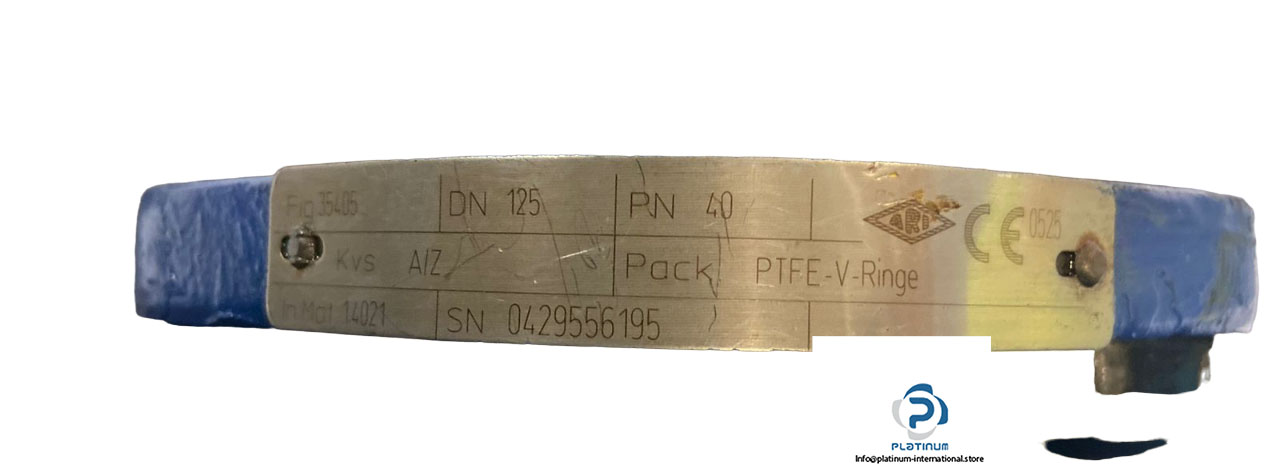 Fig 35405 DN 125 PN 40 ARI CE 0525
Kvs A/Z Pack. PTFE-V-Ringe
In.Mat 1.4021 SN 0429556195
P
PLATINUM
Info@platinum-international.store